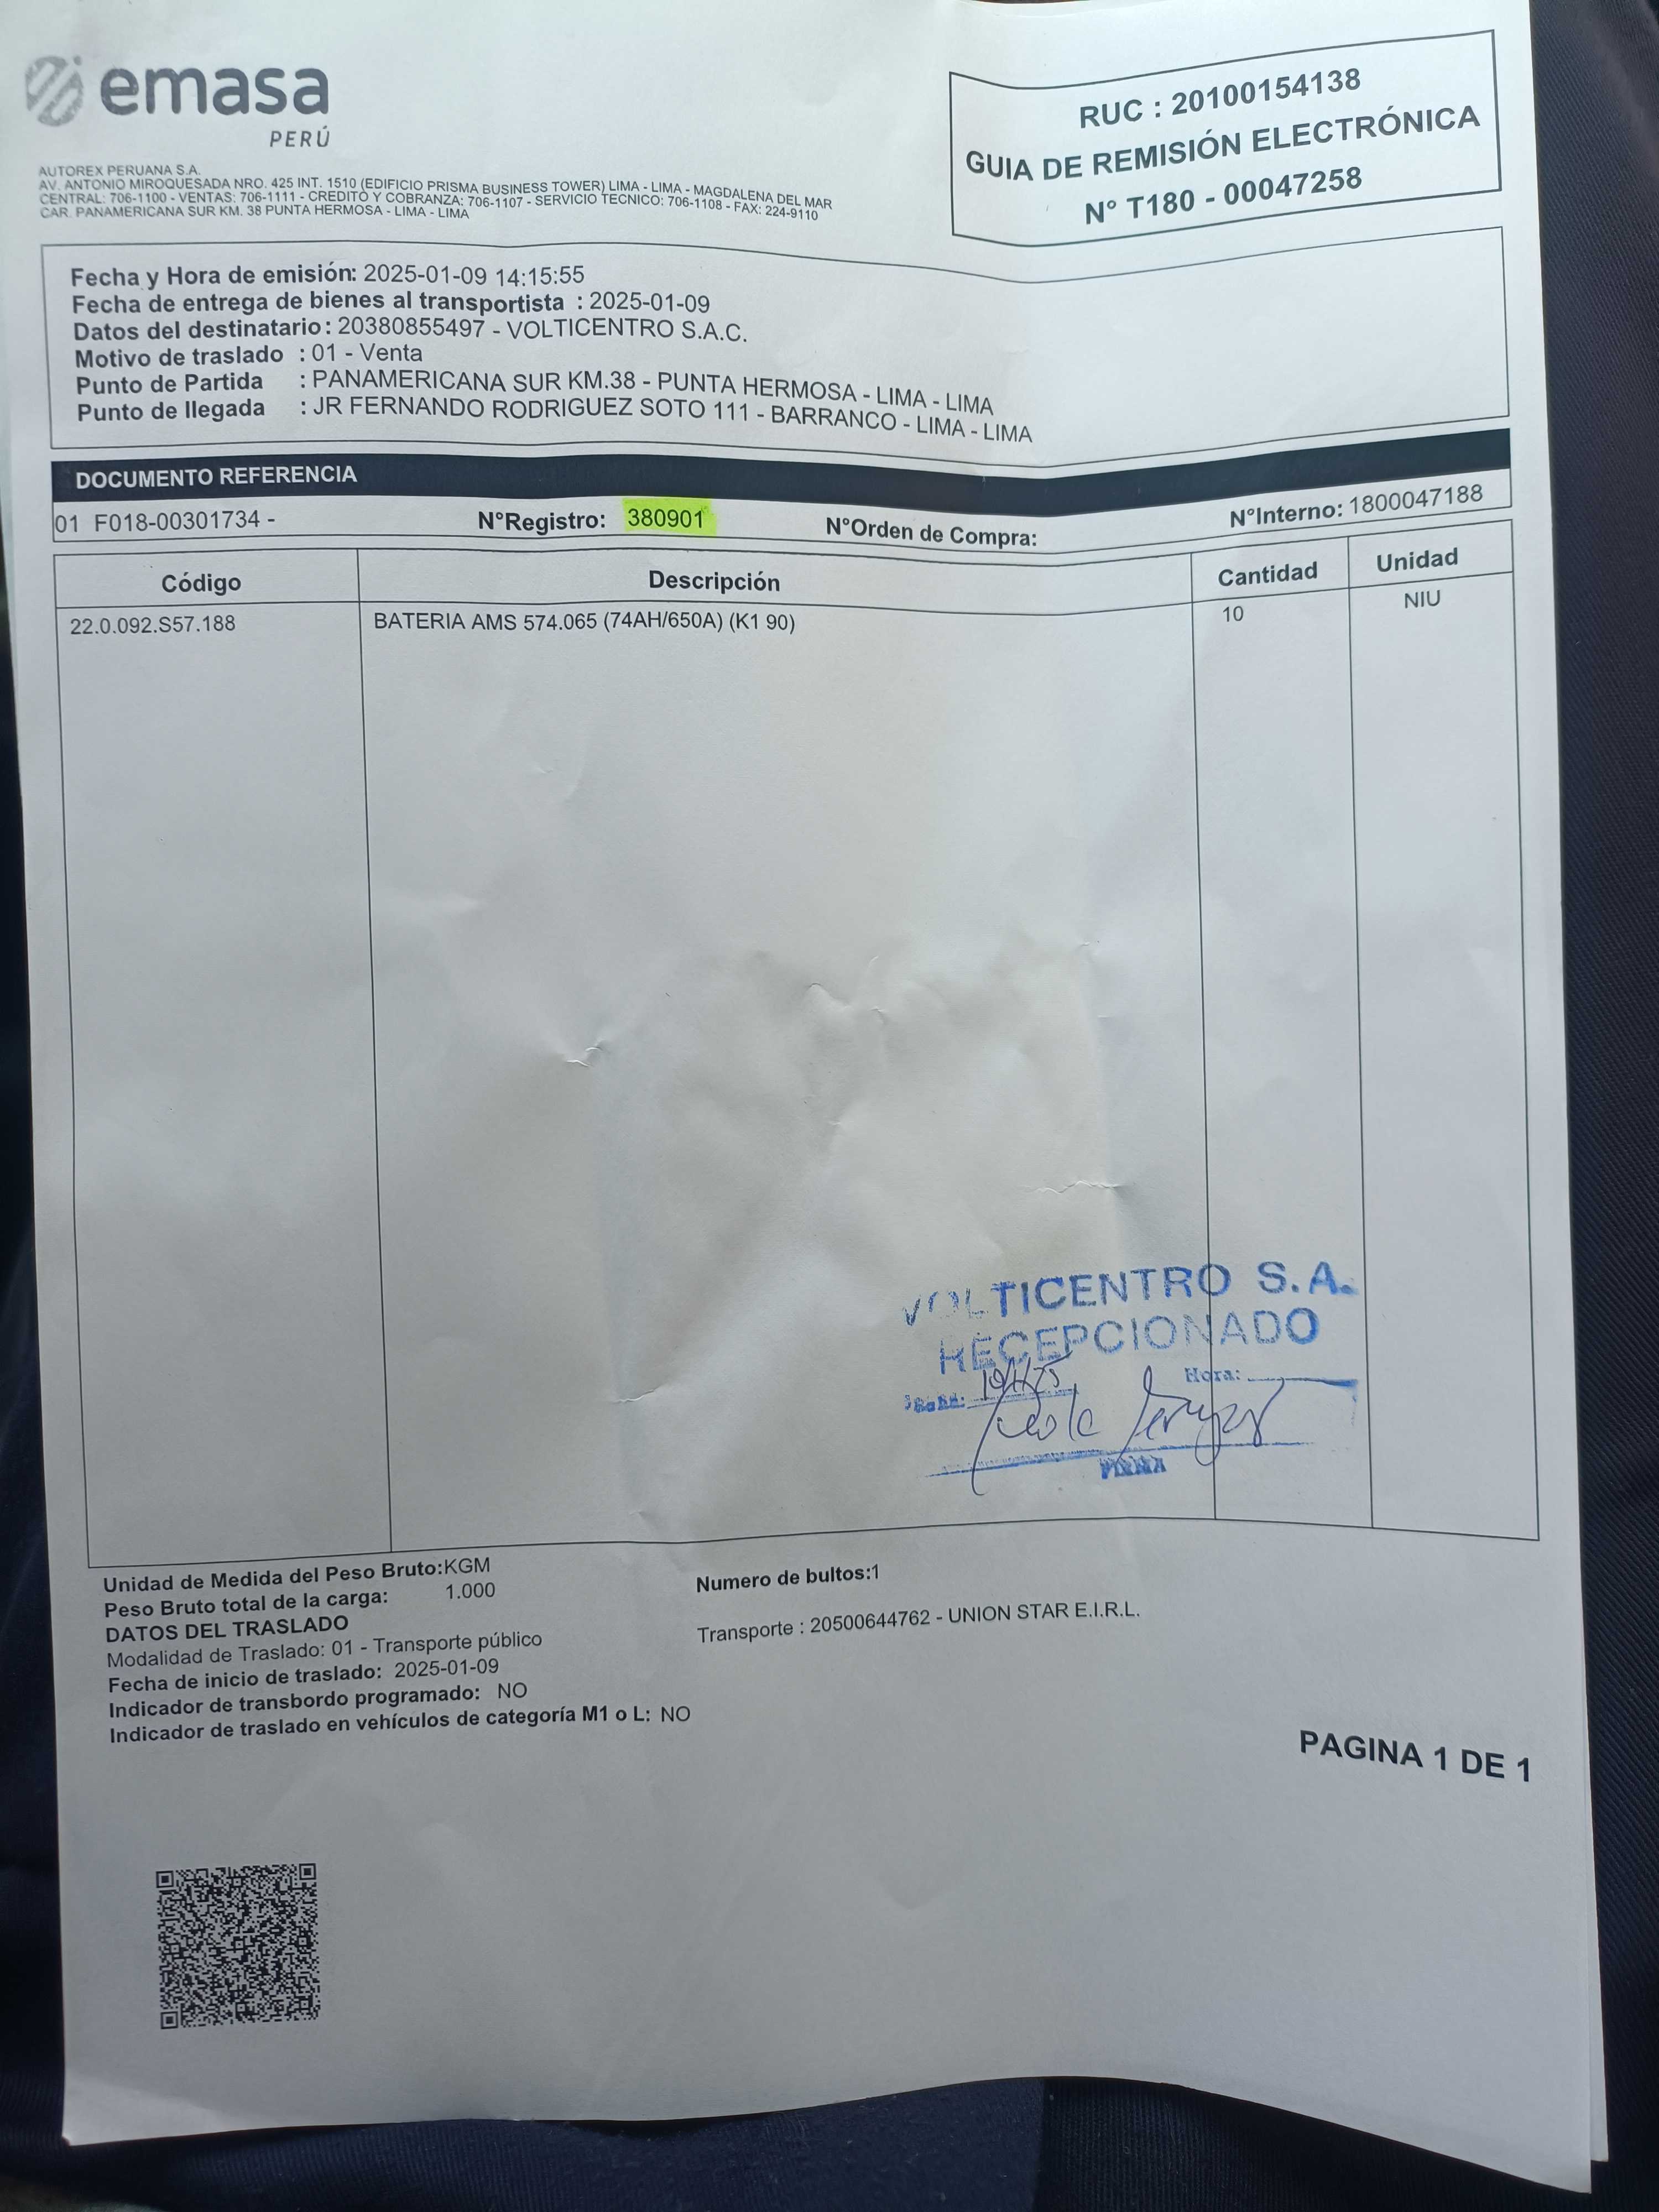 emasa
PERÚ
RUC : 20100154138
GUIA DE REMISIÓN ELECTRÓNICA
N° T180 - 00047258
AUTOREX PERUANA S.A.
AV. ANTONIO MIROQUESADA NRO. 425 INT. 1510 (EDIFICIO PRISMA BUSINESS TOWER) LIMA - LIMA - MAGDALENA DEL MAR
CENTRAL: 706-1100 - VENTAS: 706-1111 - CREDITO Y COBRANZA: 706-1107 - SERVICIO TECNICO: 706-1108 - FAX: 224-9110
CAR. PANAMERICANA SUR KM. 38 PUNTA HERMOSA - LIMA - LIMA
Fecha y Hora de emisión: 2025-01-09 14:15:55
Fecha de entrega de bienes al transportista : 2025-01-09
Datos del destinatario: 20380855497 - VOLTICENTRO S.A.C.
Motivo de traslado : 01 - Venta
Punto de Partida : PANAMERICANA SUR KM.38 - PUNTA HERMOSA - LIMA - LIMA
Punto de llegada : JR FERNANDO RODRIGUEZ SOTO 111 - BARRANCO - LIMA - LIMA
DOCUMENTO REFERENCIA
01 F018-00301734 - N°Registro: 380901 N°Orden de Compra: N°Interno: 1800047188
Código Descripción Cantidad Unidad
22.0.092.S57.188 BATERIA AMS 574.065 (74AH/650A) (K1 90) 10 NIU
VOLTICENTRO S.A.
RECEPCIONADO
Hora:
Unidad de Medida del Peso Bruto:KGM
Peso Bruto total de la carga: 1.000
Numero de bultos:1
DATOS DEL TRASLADO
Modalidad de Traslado: 01 - Transporte público
Transporte : 20500644762 - UNION STAR E.I.R.L.
Fecha de inicio de traslado: 2025-01-09
Indicador de transbordo programado: NO
Indicador de traslado en vehículos de categoría M1 o L: NO
PAGINA 1 DE 1